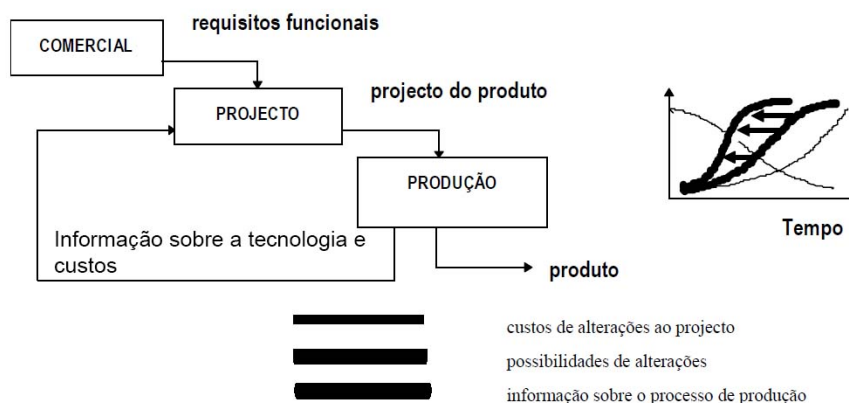 requisitos funcionais
COMERCIAL
projecto do produto
PROJECTO
PRODUÇÃO
Tempo
Informação sobre a tecnologia e
custos
produto
custos de alterações ao projecto
possibilidades de alterações
informação sobre o processo de produção